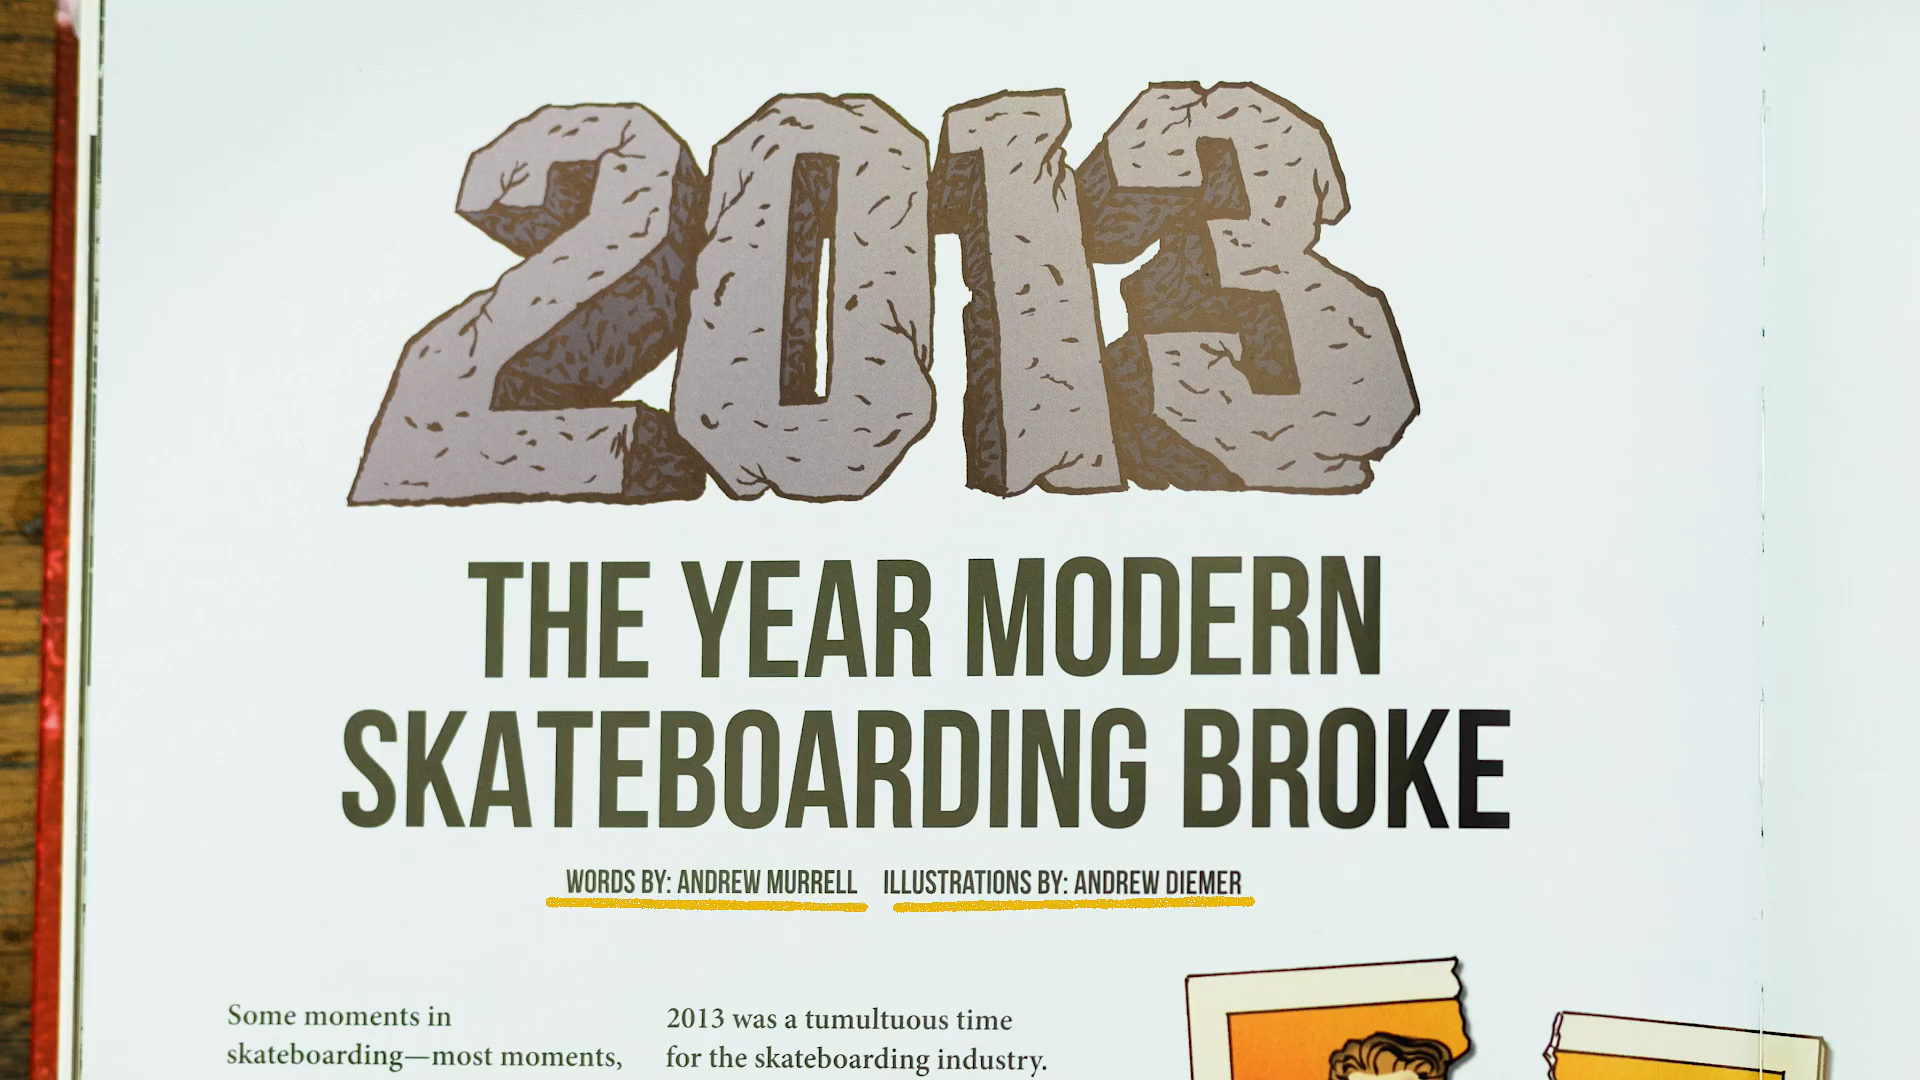 2013
THE YEAR MODERN
SKATEBOARDING BROKE
WORDS BY: ANDREW MURRELL ILLUSTRATIONS BY: ANDREW DIEMER
Some moments in
skateboarding—most moments,
2013 was a tumultuous time
for the skateboarding industry.